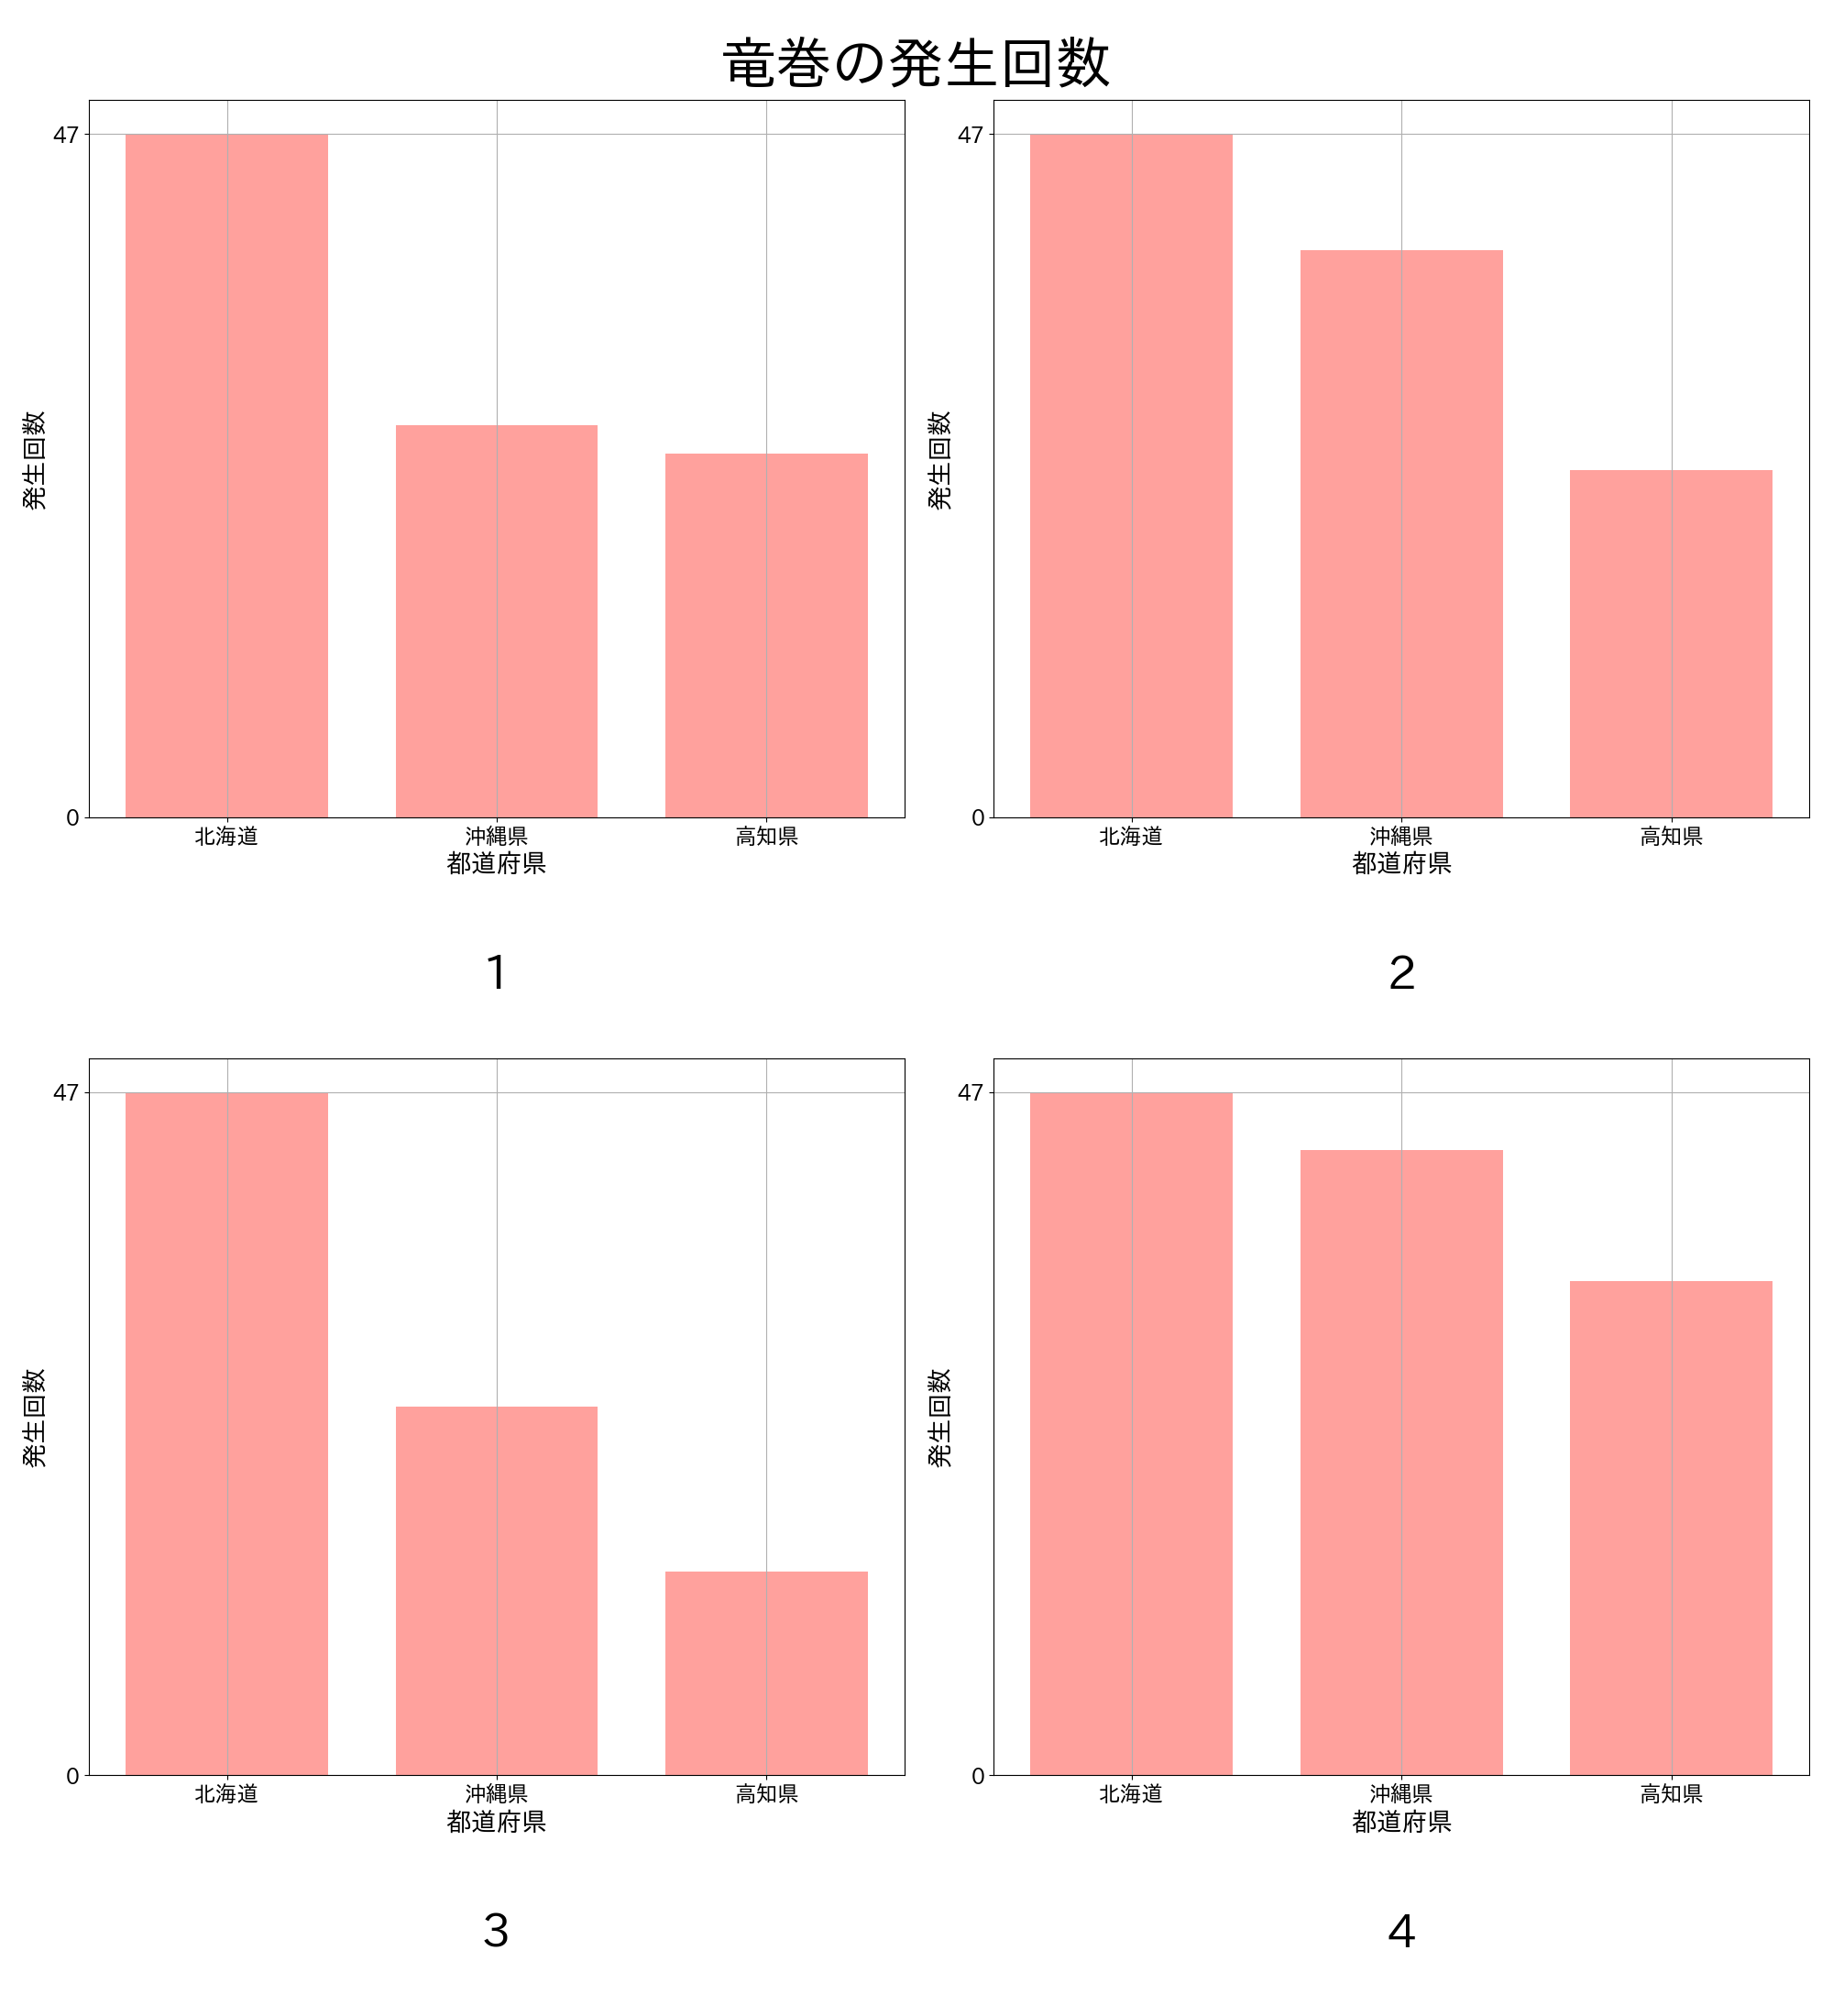 竜巻の発生回数
47
発生回数
0
北海道 沖縄県 高知県
都道府県
1
47
発生回数
0
北海道 沖縄県 高知県
都道府県
2
47
発生回数
0
北海道 沖縄県 高知県
都道府県
3
47
発生回数
0
北海道 沖縄県 高知県
都道府県
4